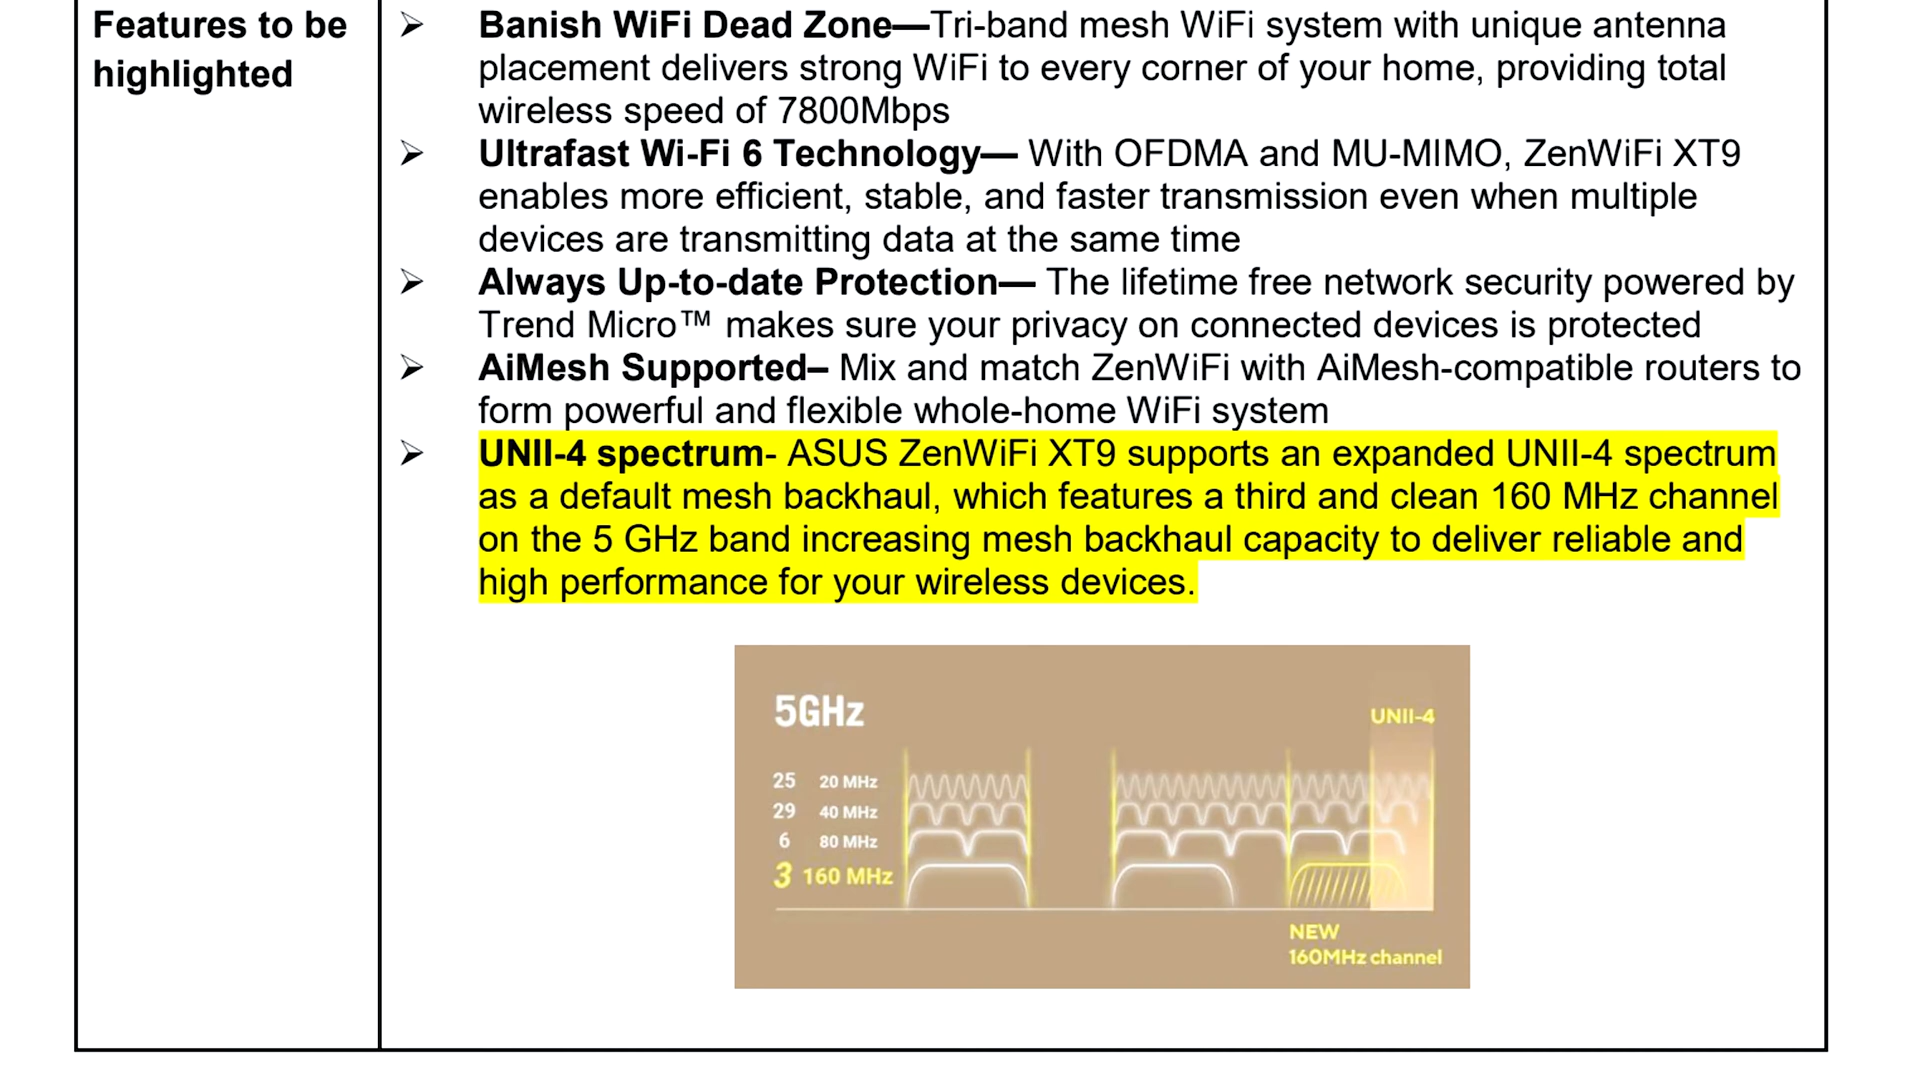 Features to be
highlighted
➢ Banish WiFi Dead Zone—Tri-band mesh WiFi system with unique antenna
placement delivers strong WiFi to every corner of your home, providing total
wireless speed of 7800Mbps
➢ Ultrafast Wi-Fi 6 Technology— With OFDMA and MU-MIMO, ZenWiFi XT9
enables more efficient, stable, and faster transmission even when multiple
devices are transmitting data at the same time
➢ Always Up-to-date Protection— The lifetime free network security powered by
Trend Micro™ makes sure your privacy on connected devices is protected
➢ AiMesh Supported– Mix and match ZenWiFi with AiMesh-compatible routers to
form powerful and flexible whole-home WiFi system
➢ UNII-4 spectrum- ASUS ZenWiFi XT9 supports an expanded UNII-4 spectrum
as a default mesh backhaul, which features a third and clean 160 MHz channel
on the 5 GHz band increasing mesh backhaul capacity to deliver reliable and
high performance for your wireless devices.
5GHz
UNII-4
25 20 MHz
29 40 MHz
6 80 MHz
3 160 MHz
NEW
160MHz channel